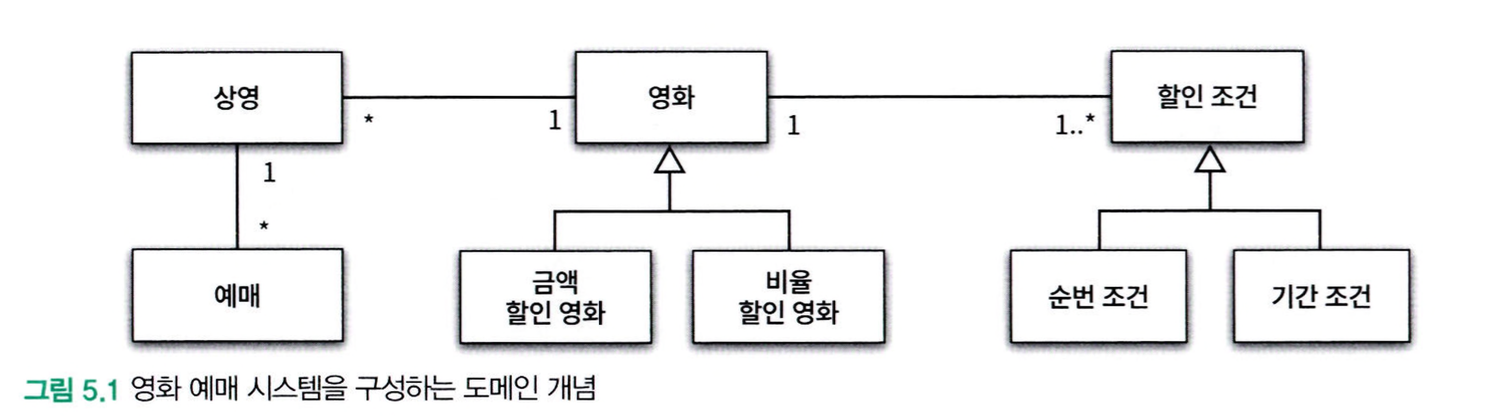 상영
*
1
영화
1
1..*
할인 조건
1
*
예매
금액
할인 영화
비율
할인 영화
순번 조건
기간 조건
그림 5.1 영화 예매 시스템을 구성하는 도메인 개념